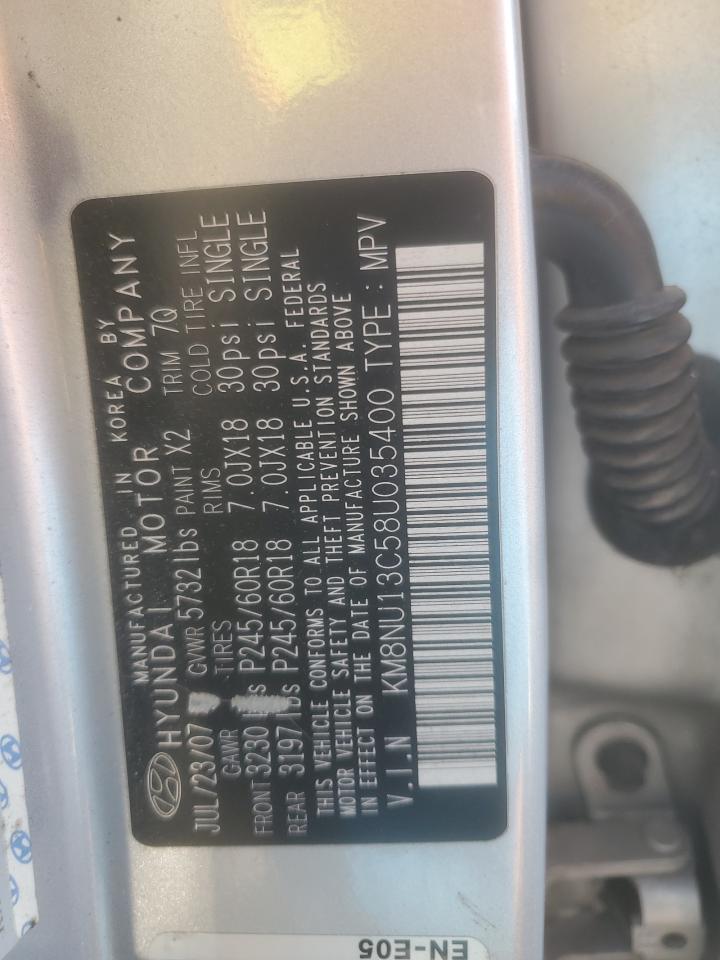 MANUFACTURED IN KOREA BY
HYUNDAI MOTOR COMPANY
JUL/23/07 GVWR 5732 lbs PAINT X2 TRIM 7Q
GAWR TIRES RIMS COLD TIRE INFL
FRONT 3230 lbs P245/60R18 7.0JX18 30psi SINGLE
REAR 3197 lbs P245/60R18 7.0JX18 30psi SINGLE
THIS VEHICLE CONFORMS TO ALL APPLICABLE U.S.A. FEDERAL
MOTOR VEHICLE SAFETY AND THEFT PREVENTION STANDARDS
IN EFFECT ON THE DATE OF MANUFACTURE SHOWN ABOVE
V.I.N KM8NU13C58U035400 TYPE : MPV
EN-E05